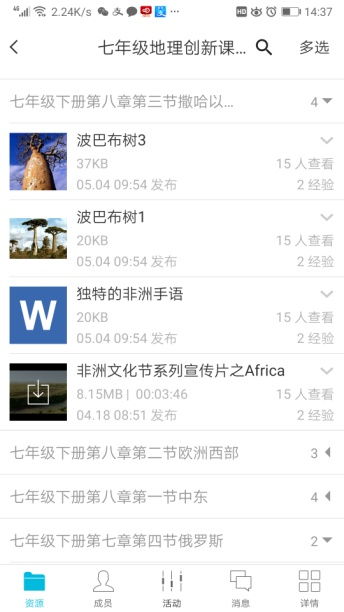 4G 2.24K/s HD 14:37
七年级地理创新课... 多选
七年级下册第八章第三节撒哈以... 4
波巴布树3
37KB 15 人查看
05.04 09:54 发布 2 经验
波巴布树1
20KB 15 人查看
05.04 09:54 发布 2 经验
W
独特的非洲手语
20KB 15 人查看
05.04 09:54 发布 2 经验
非洲文化节系列宣传片之Africa
8.15MB | 00:03:46 15 人查看
04.18 08:51 发布 2 经验
七年级下册第八章第二节欧洲西部 3
七年级下册第八章第一节中东 4
七年级下册第七章第四节俄罗斯 2
资源 成员 活动 消息 详情